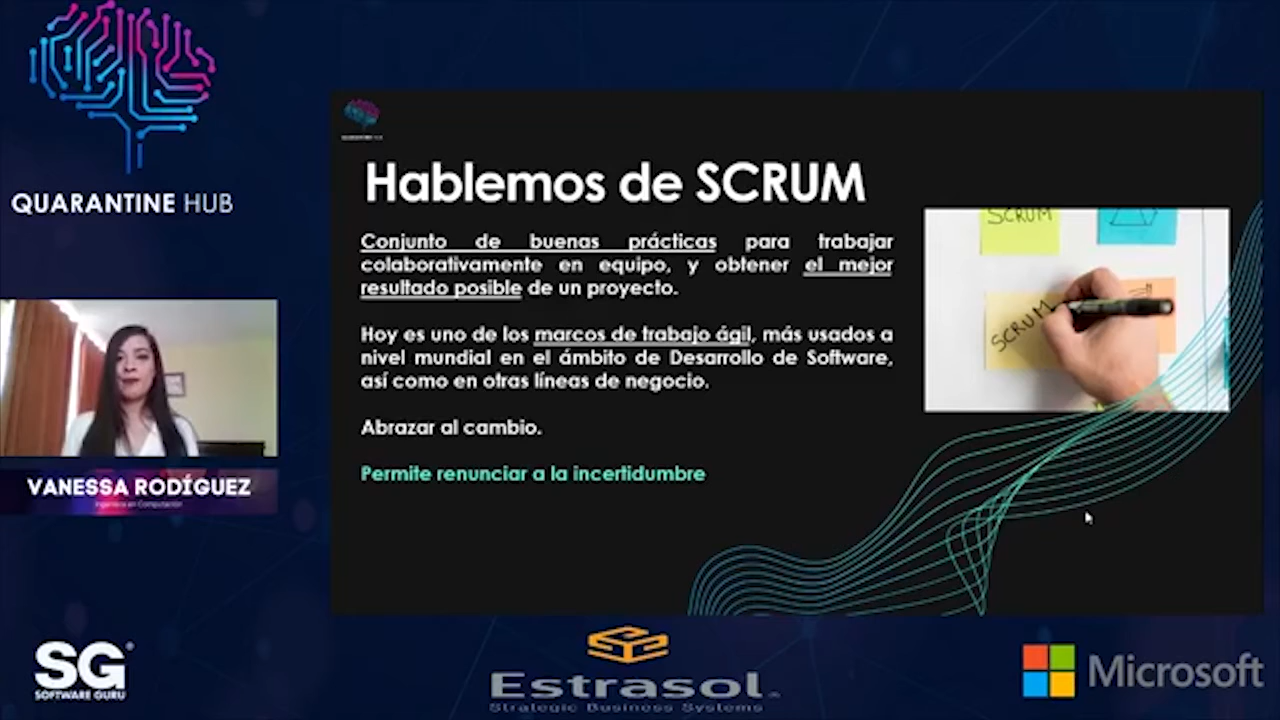 QUARANTINE HUB
Hablemos de SCRUM
Conjunto de buenas prácticas para trabajar
colaborativamente en equipo, y obtener el mejor
resultado posible de un proyecto.
Hoy es uno de los marcos de trabajo ágil, más usados a
nivel mundial en el ámbito de Desarrollo de Software,
así como en otras líneas de negocio.
Abrazar al cambio.
Permite renunciar a la incertidumbre
SCRUM
SCRUM
VANESSA RODÍGUEZ
Ingeniera en Computación
SG
SOFTWARE GURU
Estrasol
Strategic Business Systems
Microsoft